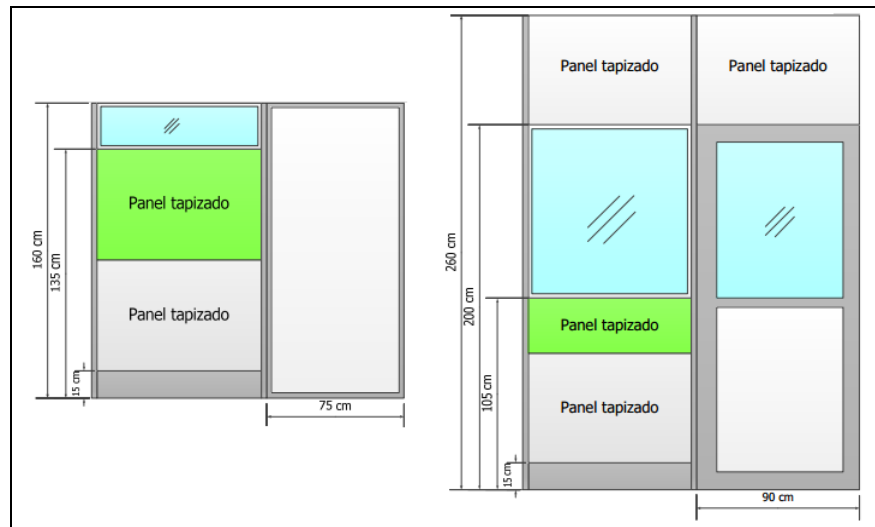 Panel tapizado
Panel tapizado
160 cm
135 cm
15 cm
75 cm
Panel tapizado
Panel tapizado
Panel tapizado
Panel tapizado
260 cm
200 cm
105 cm
15 cm
90 cm